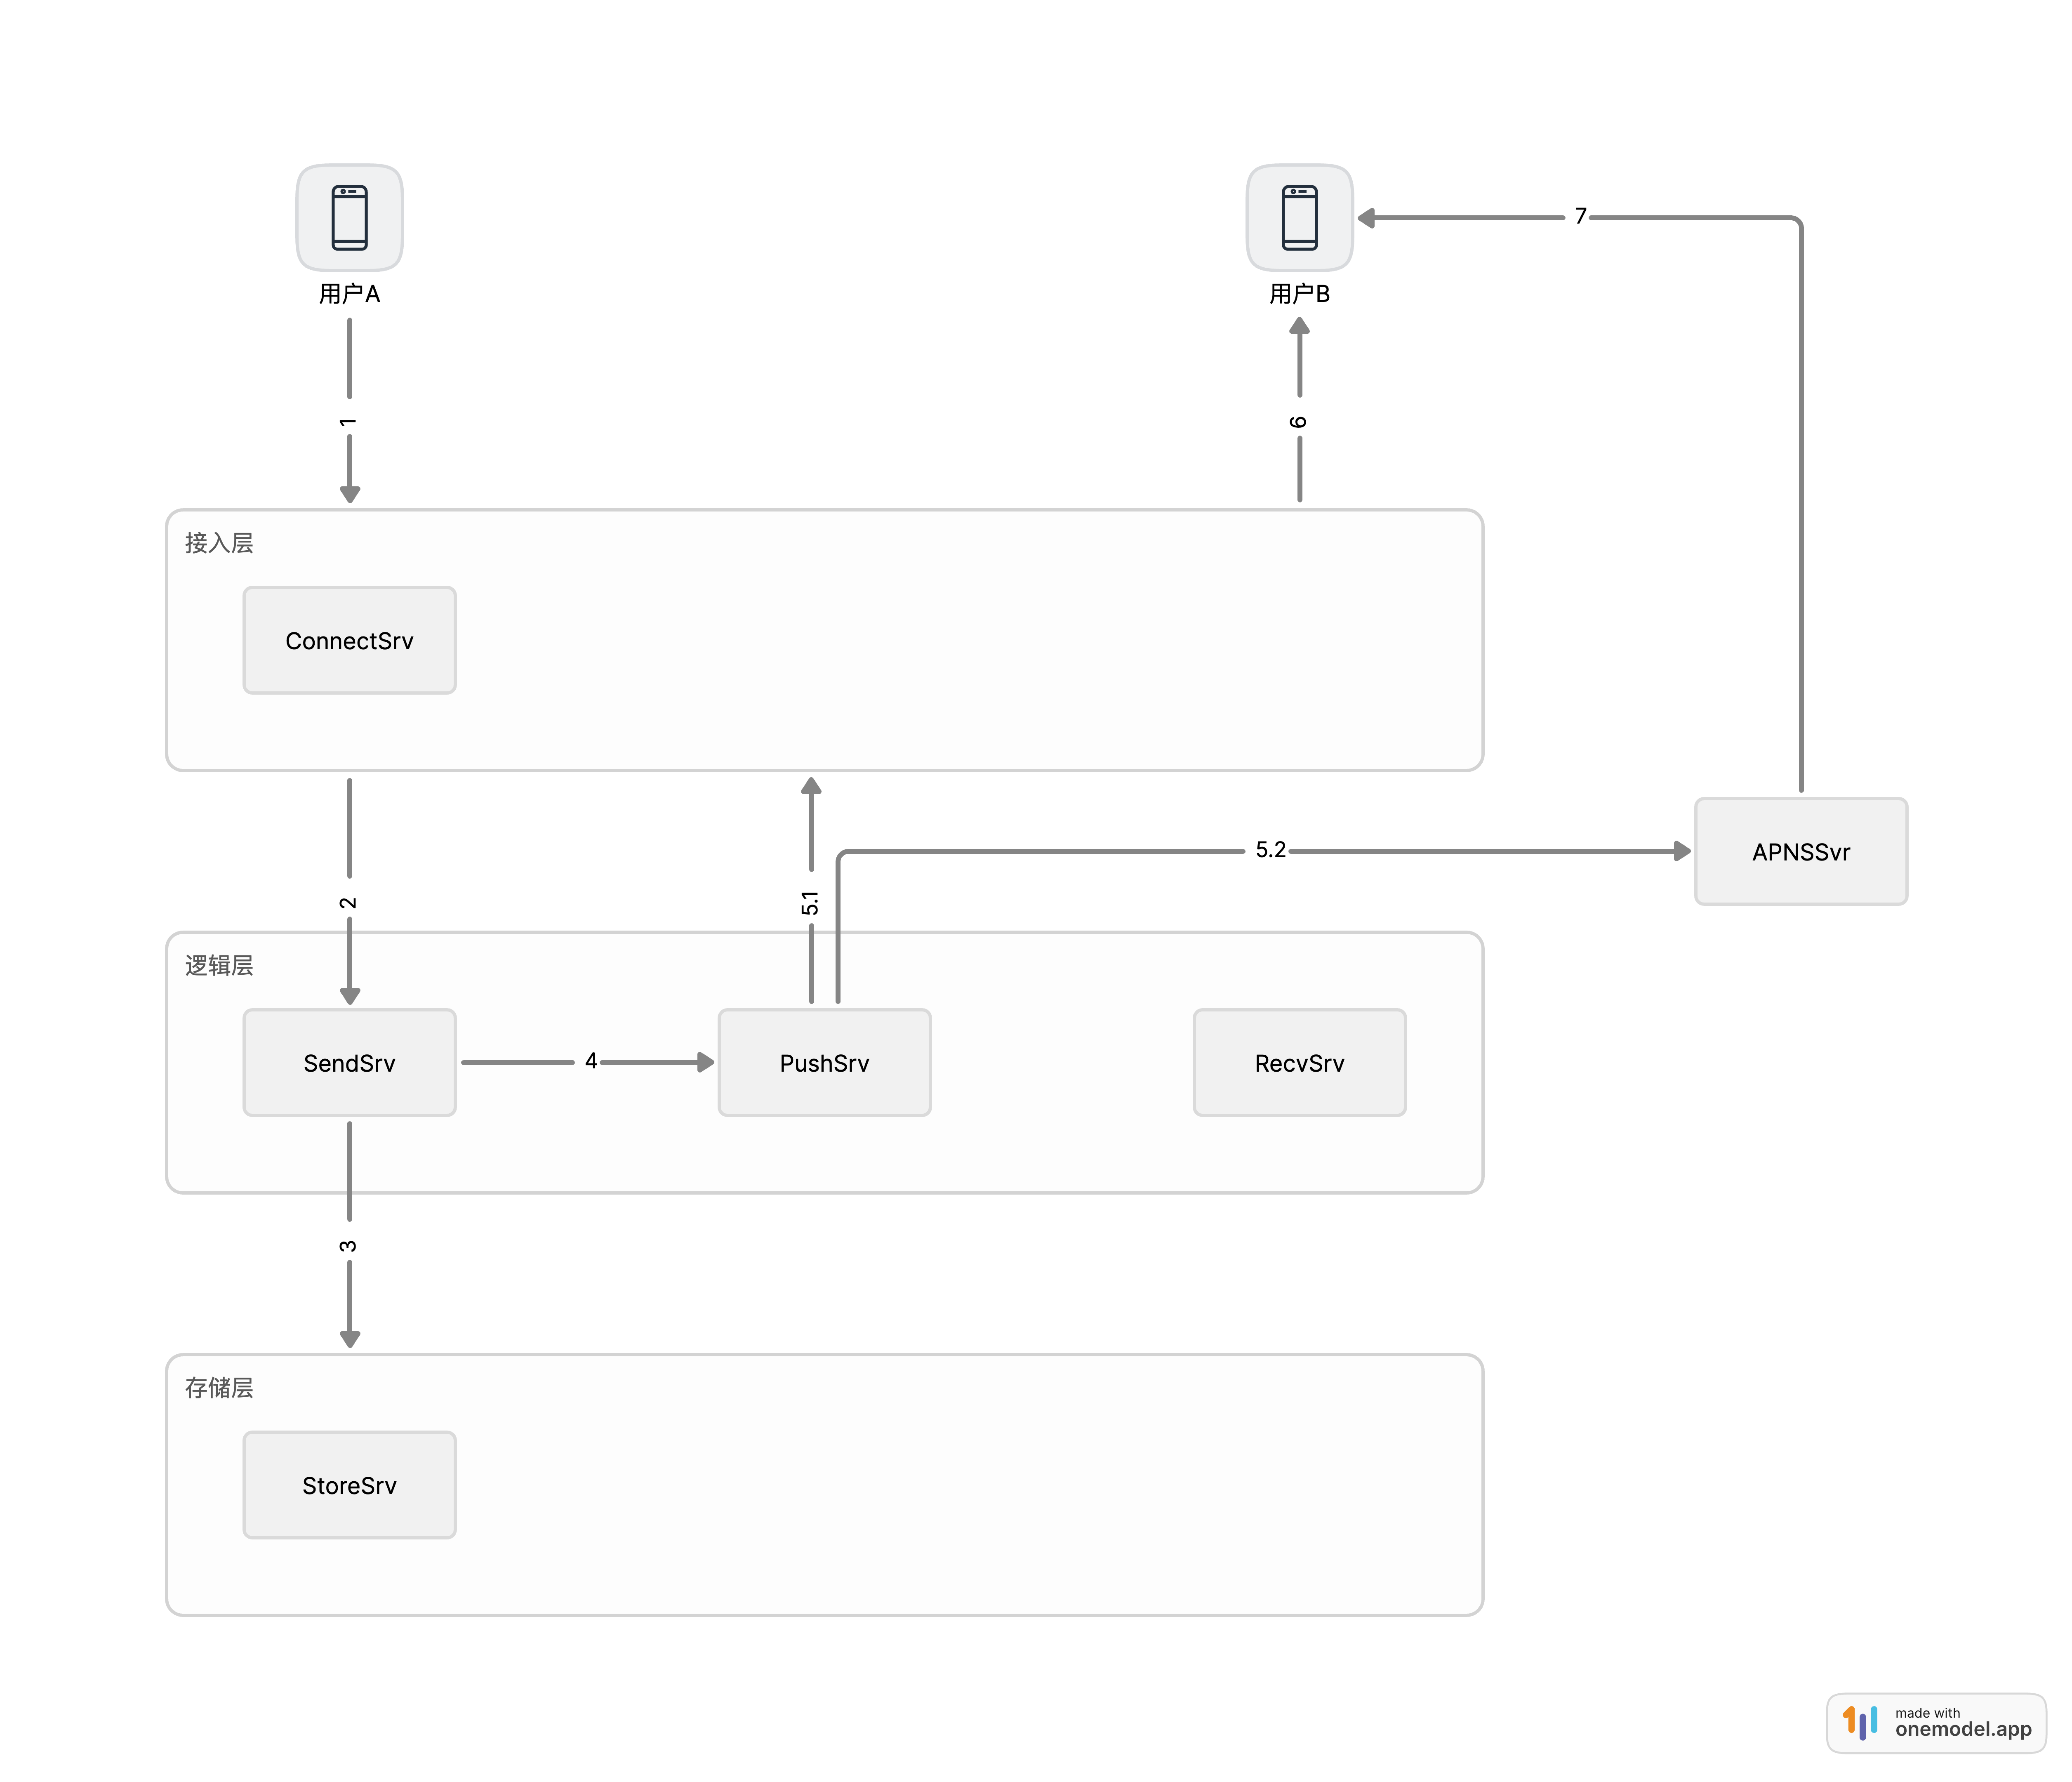 用户A
用户B
7
1
6
接入层
ConnectSrv
5.2
APNSSvr
2
5.1
逻辑层
SendSrv
4
PushSrv
RecvSrv
3
存储层
StoreSrv
made with
onemodel.app